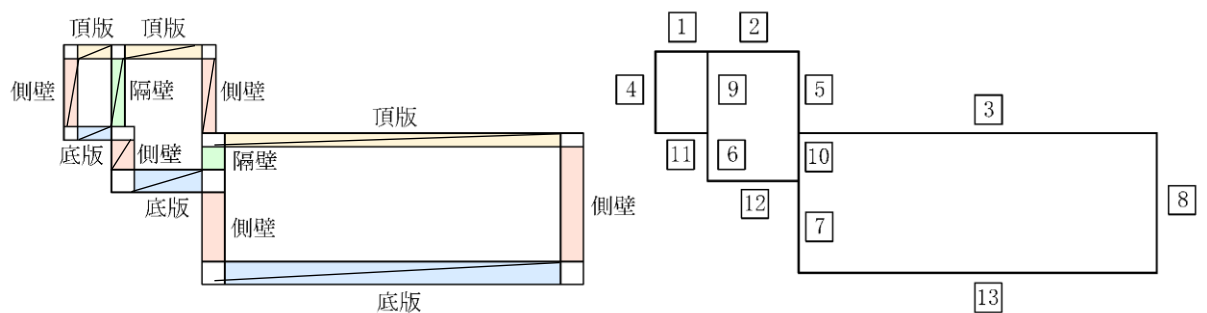 頂版 頂版
側壁 隔壁 側壁
頂版
底版 側壁 隔壁
底版
側壁 側壁
底版
1 2
4 9 5
3
11 6 10
12 8
7
13